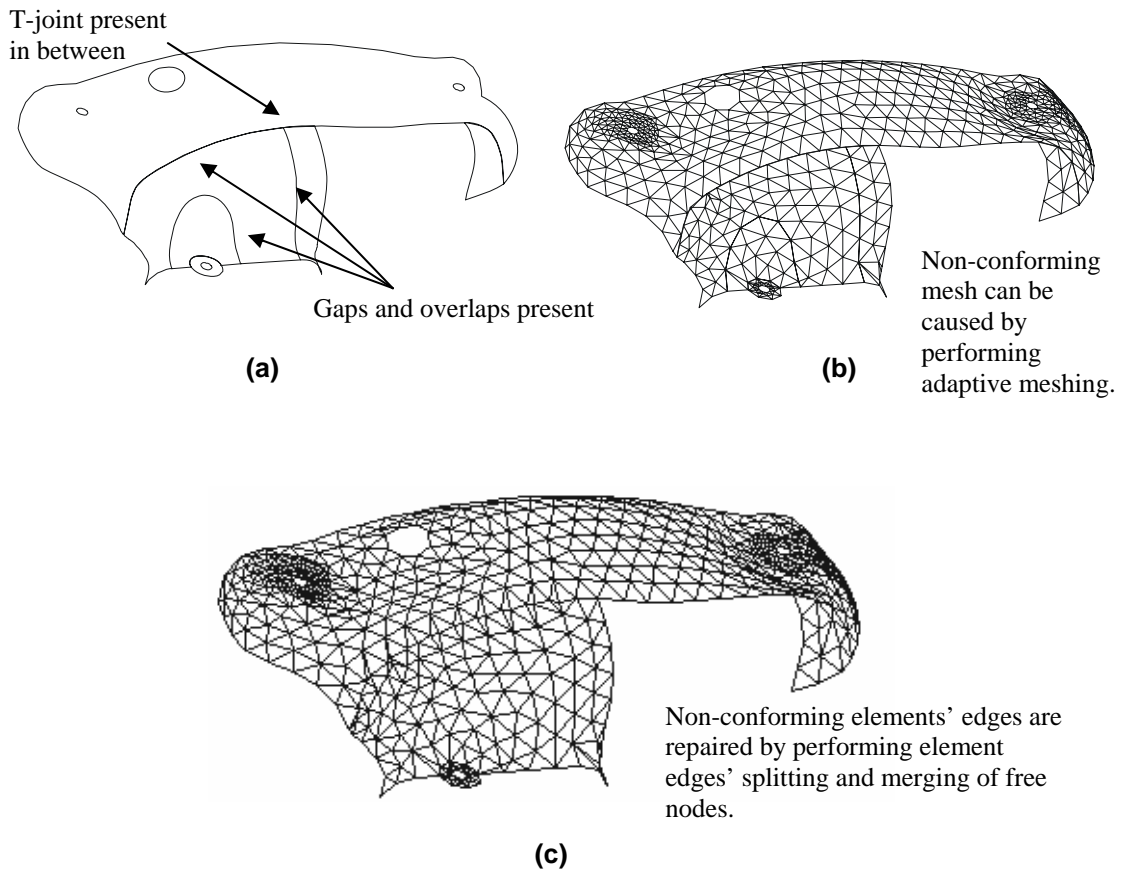 T-joint present
in between
Gaps and overlaps present
(a)
Non-conforming
mesh can be
caused by
performing
adaptive meshing.
(b)
Non-conforming elements’ edges are
repaired by performing element
edges’ splitting and merging of free
nodes.
(c)